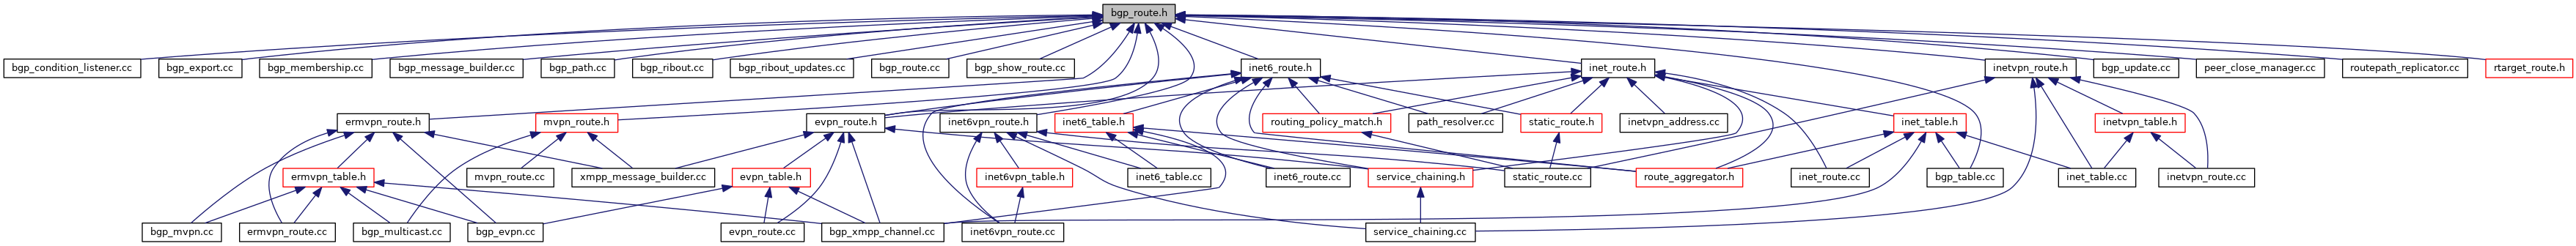 bgp_route.h
bgp_condition_listener.cc
bgp_export.cc
bgp_membership.cc
bgp_message_builder.cc
bgp_path.cc
bgp_ribout.cc
bgp_ribout_updates.cc
bgp_route.cc
bgp_show_route.cc
inet6_route.h
inet_route.h
inetvpn_route.h
bgp_update.cc
peer_close_manager.cc
routepath_replicator.cc
rtarget_route.h
ermvpn_route.h
mvpn_route.h
evpn_route.h
inet6vpn_route.h
inet6_table.h
routing_policy_match.h
path_resolver.cc
static_route.h
inetvpn_address.cc
inet_table.h
inetvpn_table.h
ermvpn_table.h
mvpn_route.cc
xmpp_message_builder.cc
evpn_table.h
inet6vpn_table.h
inet6_table.cc
inet6_route.cc
service_chaining.h
static_route.cc
route_aggregator.h
inet_route.cc
bgp_table.cc
inet_table.cc
inetvpn_route.cc
bgp_mvpn.cc
ermvpn_route.cc
bgp_multicast.cc
bgp_evpn.cc
evpn_route.cc
bgp_xmpp_channel.cc
inet6vpn_route.cc
service_chaining.cc